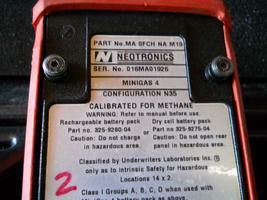 PART No. MA 8FCH NA M19
N NEOTRONICS
SER. No. 016MA01926
MINIGAS 4
CONFIGURATION N35
CALIBRATED FOR METHANE
WARNING: Refer to manual before use.
Rechargeable battery pack / Dry cell battery pack
Part no. 325-9280-04 or Part no. 325-9275-04
Caution: Do not charge / Caution: Do not open rear
in hazardous area. / panel in hazardous area.
Classified by Underwriters Laboratories Inc.
only as to Intrinsic Safety for Hazardous
Locations 14 x 2.
2
Class I Groups A, B, C, D when used with